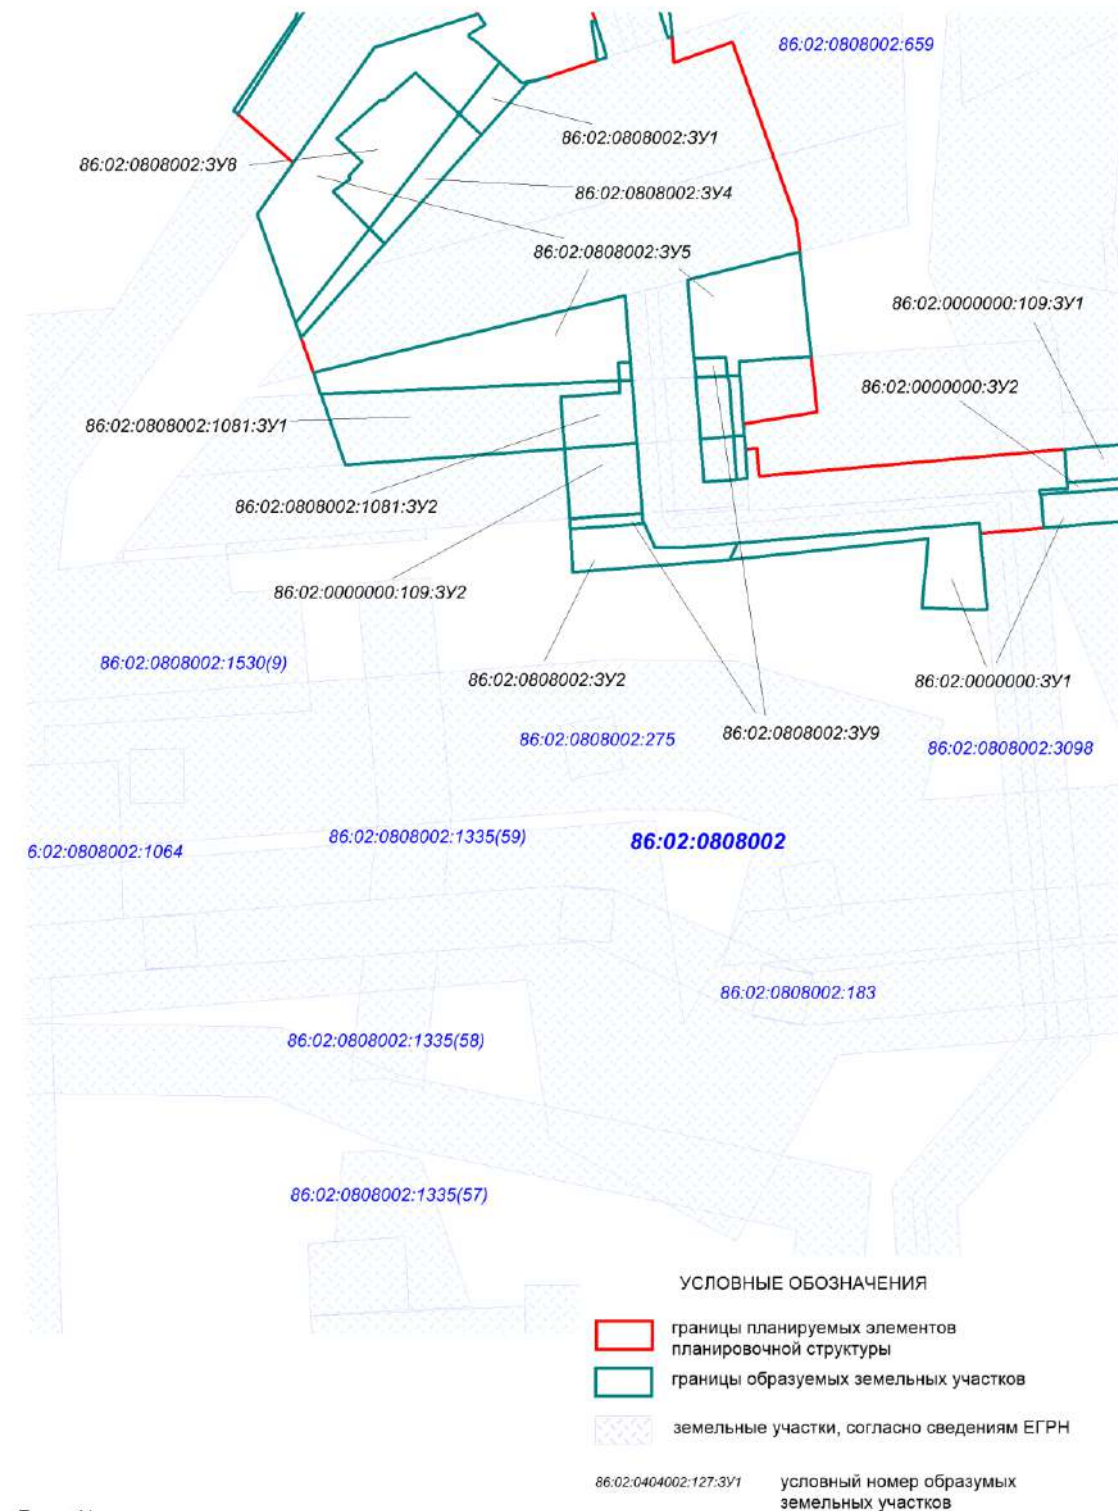 86:02:0808002:659
86:02:0808002:ЗУ1
86:02:0808002:ЗУ8
86:02:0808002:ЗУ4
86:02:0808002:ЗУ5
86:02:0000000:109:ЗУ1
86:02:0000000:ЗУ2
86:02:0808002:1081:ЗУ1
86:02:0808002:1081:ЗУ2
86:02:0000000:109:ЗУ2
86:02:0808002:1530(9)
86:02:0808002:ЗУ2
86:02:0000000:ЗУ1
86:02:0808002:275
86:02:0808002:ЗУ9
86:02:0808002:3098
86:02:0808002:1335(59)
86:02:0808002
6:02:0808002:1064
86:02:0808002:183
86:02:0808002:1335(58)
86:02:0808002:1335(57)
УСЛОВНЫЕ ОБОЗНАЧЕНИЯ
границы планируемых элементов
планировочной структуры
границы образуемых земельных участков
земельные участки, согласно сведениям ЕГРН
86:02:0404002:127:ЗУ1 условный номер образумых
земельных участков